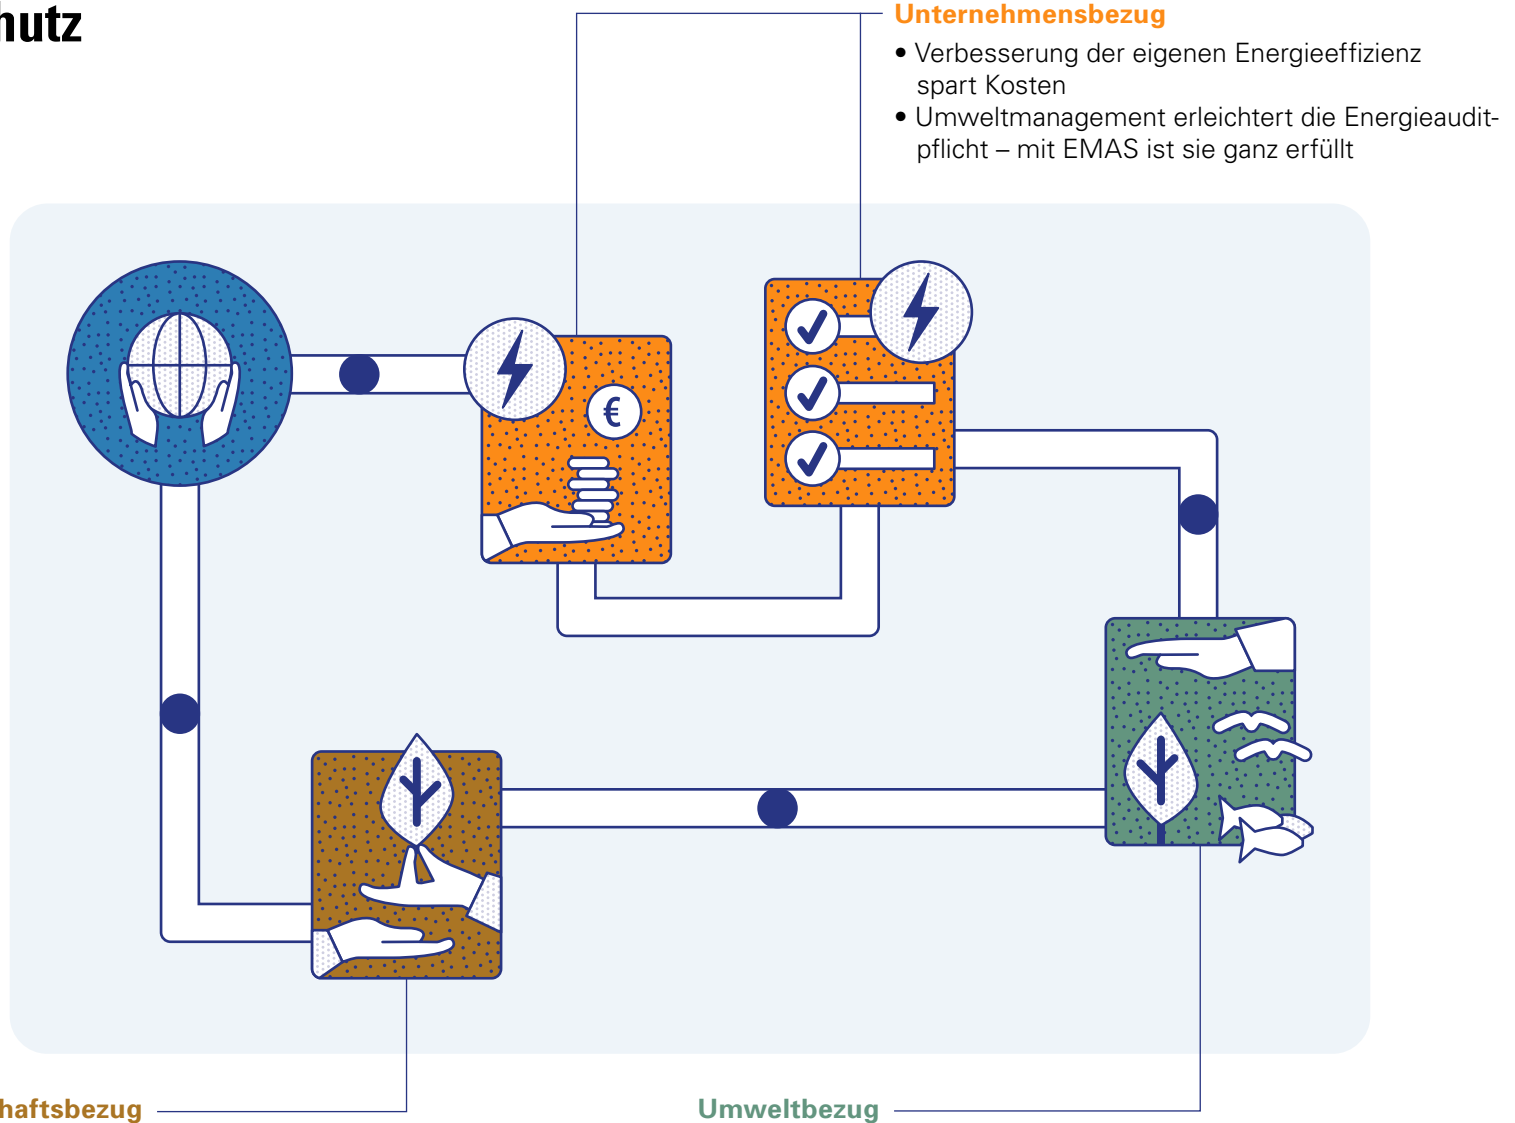 hutz
Unternehmensbezug
• Verbesserung der eigenen Energieeffizienz
spart Kosten
• Umweltmanagement erleichtert die Energieaudit-
pflicht – mit EMAS ist sie ganz erfüllt
€
haftsbezug
Umweltbezug